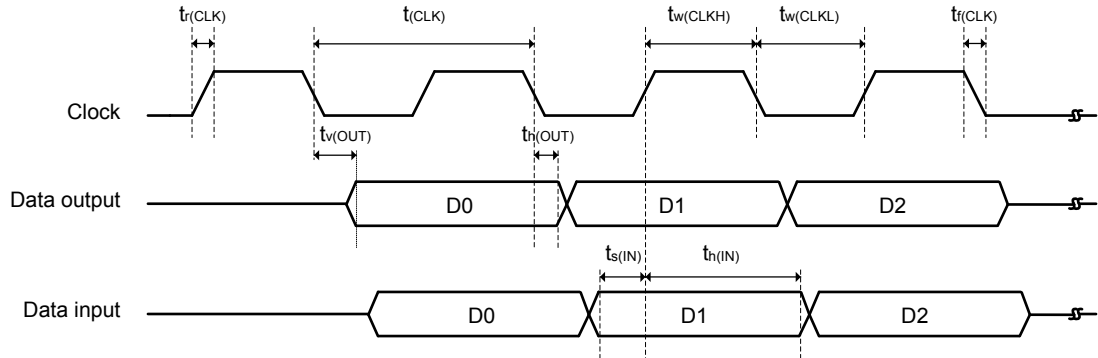 tr(CLK) t(CLK) tw(CLKH) tw(CLKL) tf(CLK)
Clock
tv(OUT) th(OUT)
Data output D0 D1 D2
ts(IN) th(IN)
Data input D0 D1 D2